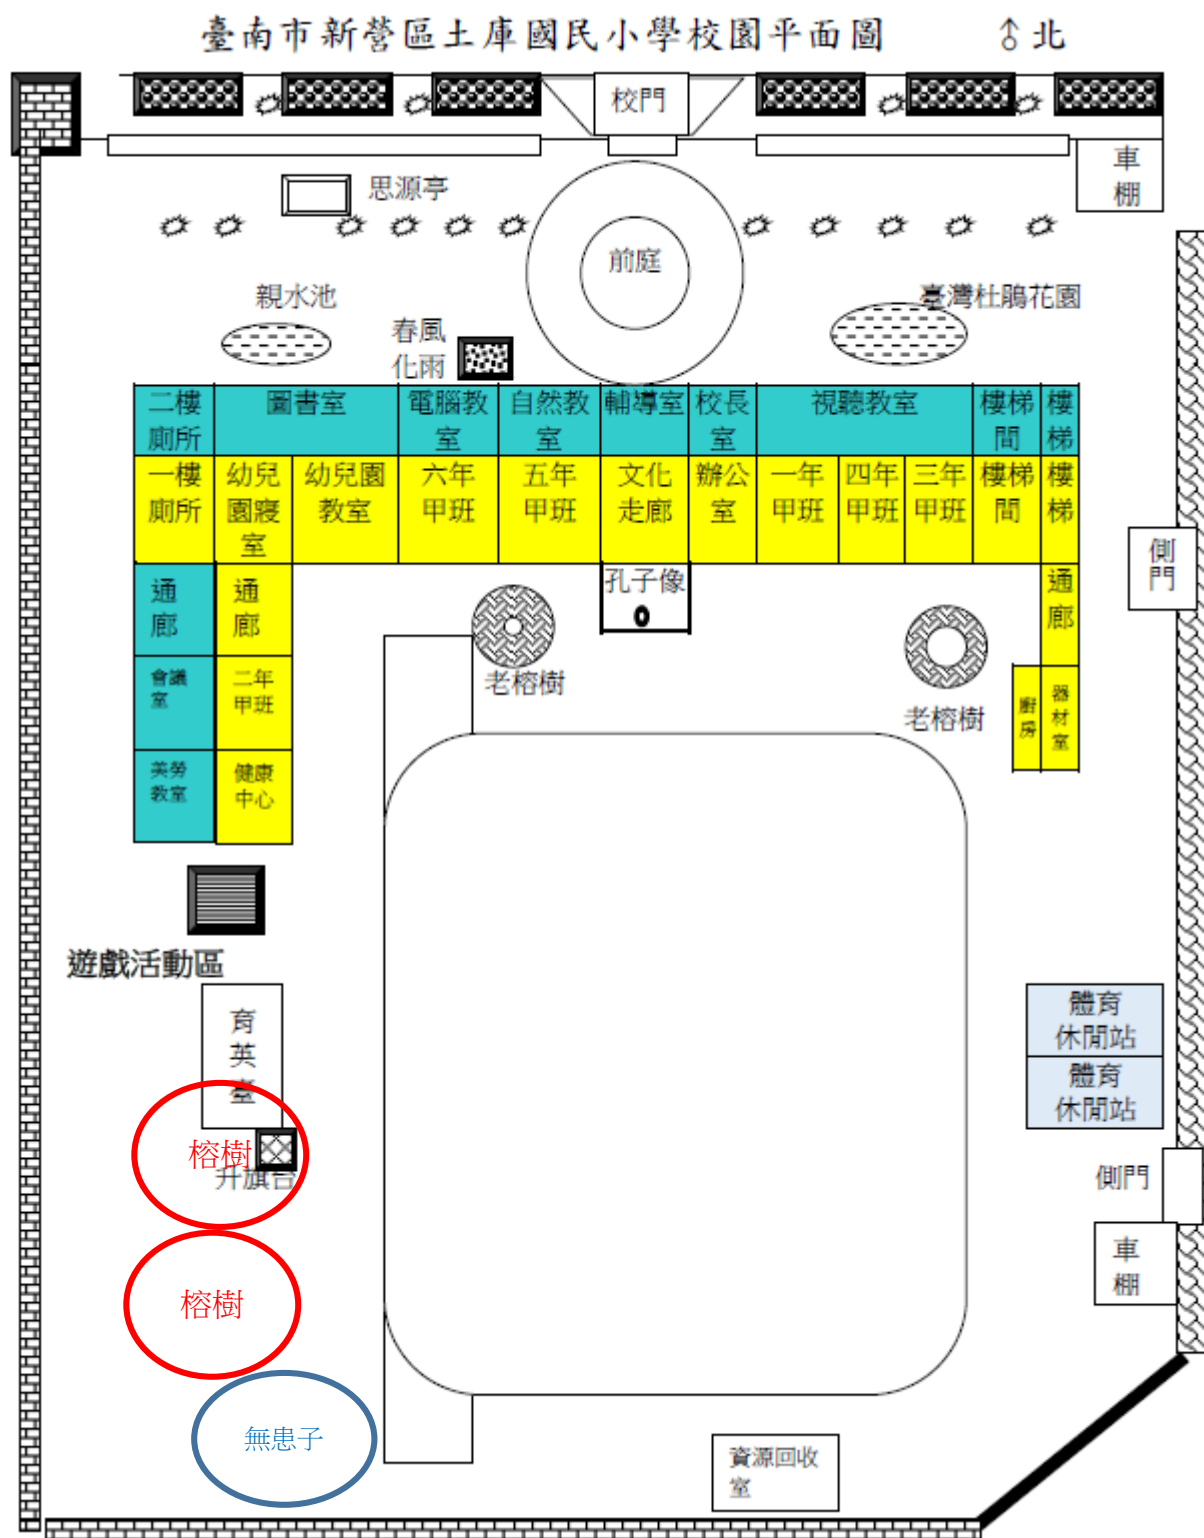 臺南市新營區土庫國民小學校園平面圖 北
校門
車
棚
思源亭
前庭
親水池
臺灣杜鵑花園
春風
化雨
二樓
廁所
圖書室
電腦教
室
自然教
室
輔導室
校長
室
視聽教室
樓梯
間
樓
梯
一樓
廁所
幼兒
園寢
室
幼兒園
教室
六年
甲班
五年
甲班
文化
走廊
辦公
室
一年
甲班
四年
甲班
三年
甲班
樓梯
間
樓
梯
側
門
通
廊
通
廊
孔子像
通
廊
老榕樹
老榕樹
會議
室
二年
甲班
廚
房
器
材
室
美勞
教室
健康
中心
遊戲活動區
育
英
臺
體育
休閒站
體育
休閒站
榕樹
升旗台
側門
車
棚
榕樹
無患子
資源回收
室